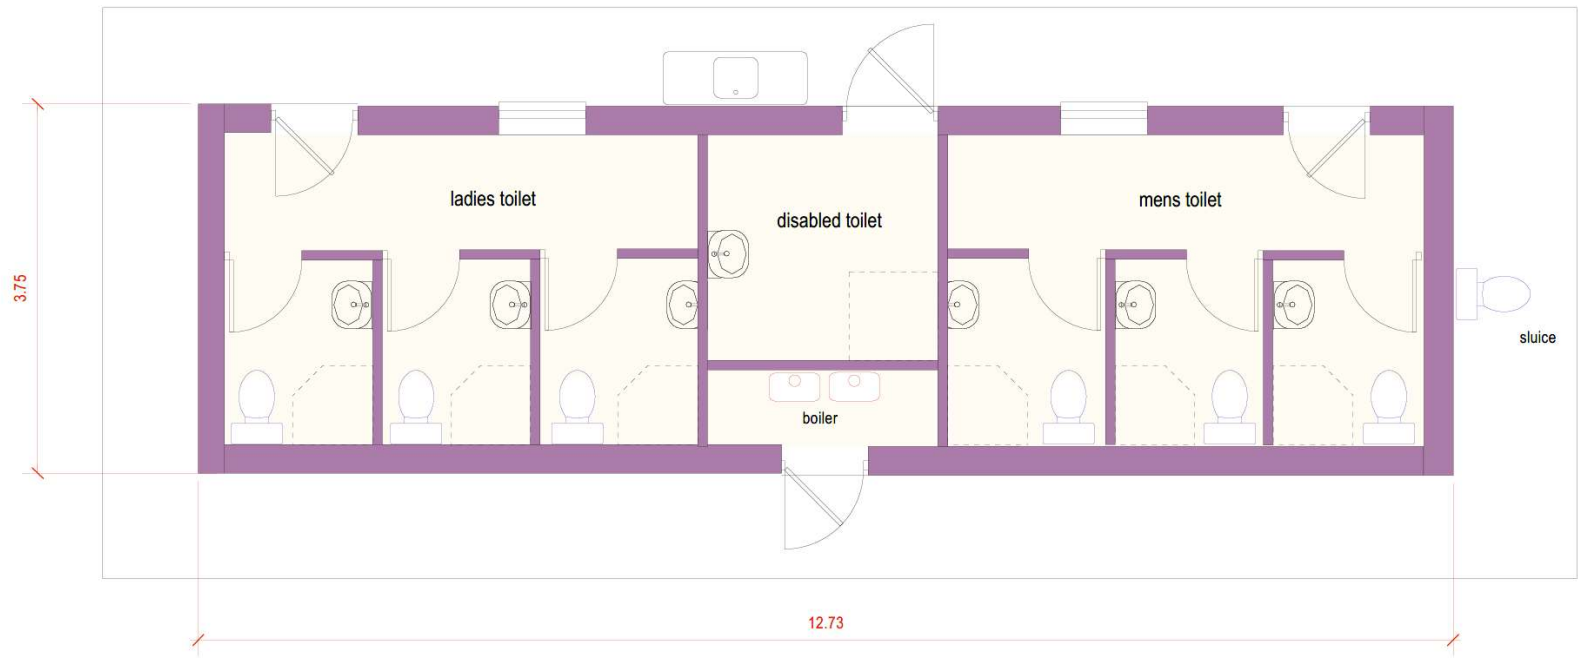 ladies toilet
disabled toilet
mens toilet
3.75
sluice
boiler
12.73